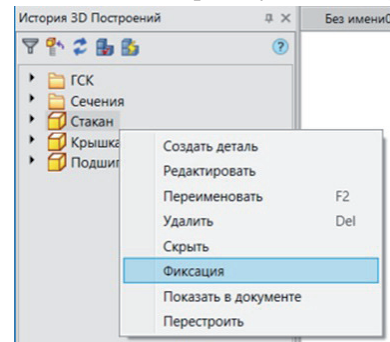 История 3D Построений
Без имени
ГСК
Сечения
Стакан
Крышка
Подшип
Создать деталь
Редактировать
Переименовать F2
Удалить Del
Скрыть
Фиксация
Показать в документе
Перестроить